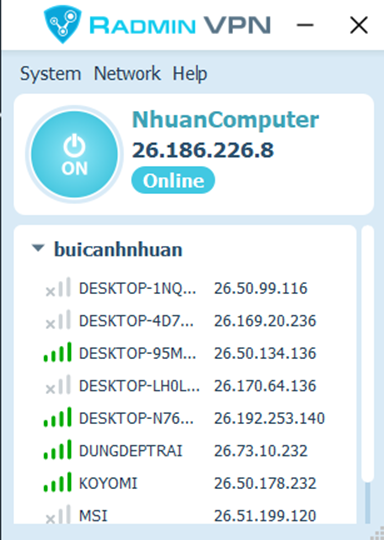 RADMIN VPN
System Network Help
NhuanComputer
26.186.226.8
ON
Online
buicanhnhuan
DESKTOP-1NQ... 26.50.99.116
DESKTOP-4D7... 26.169.20.236
DESKTOP-95M... 26.50.134.136
DESKTOP-LH0L... 26.170.64.136
DESKTOP-N76... 26.192.253.140
DUNGDEPTRAI 26.73.10.232
KOYOMI 26.50.178.232
MSI 26.51.199.120